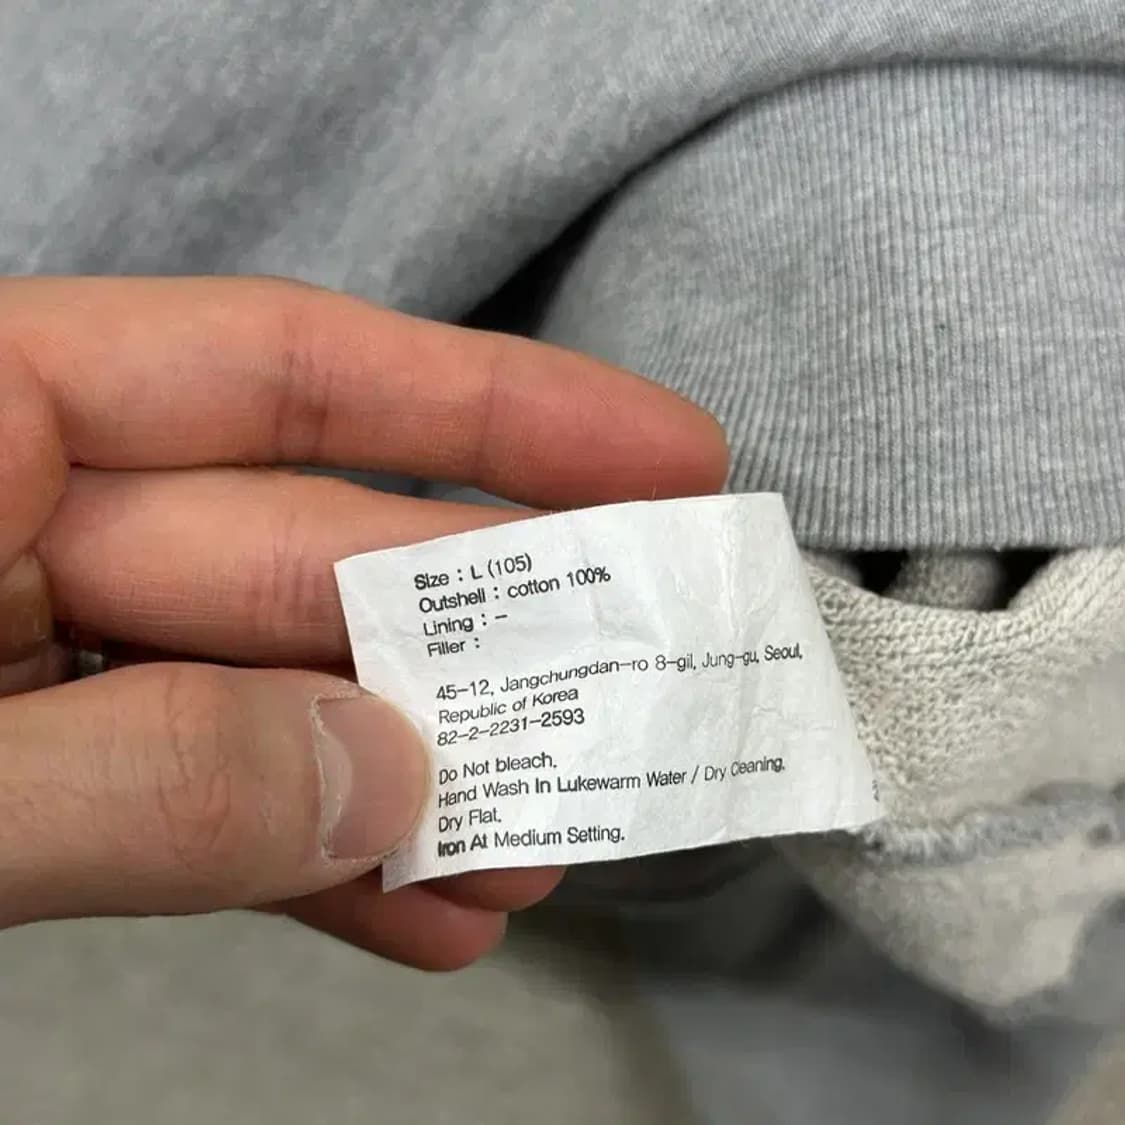 Size : L (105)
Outshell : cotton 100%
Lining : –
Filler :
45–12, Jangchungdan–ro 8–gil, Jung–gu, Seoul,
Republic of Korea
82–2–2231–2593
Do Not bleach.
Hand Wash In Lukewarm Water / Dry Cleaning.
Dry Flat.
Iron At Medium Setting.